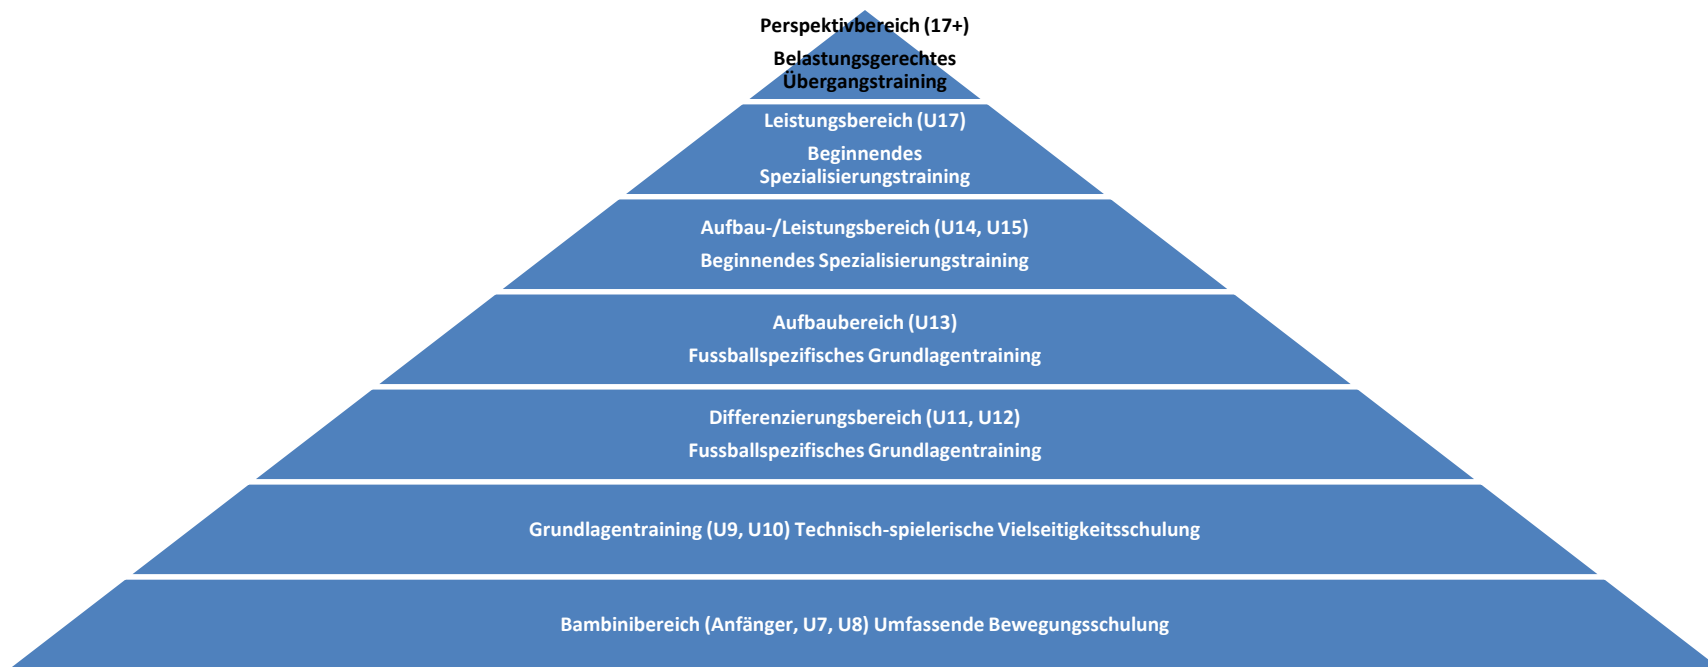 Perspektivbereich (17+)
Belastungsgerechtes
Übergangstraining
Leistungsbereich (U17)
Beginnendes
Spezialisierungstraining
Aufbau-/Leistungsbereich (U14, U15)
Beginnendes Spezialisierungstraining
Aufbaubereich (U13)
Fussballspezifisches Grundlagentraining
Differenzierungsbereich (U11, U12)
Fussballspezifisches Grundlagentraining
Grundlagentraining (U9, U10) Technisch-spielerische Vielseitigkeitsschulung
Bambinibereich (Anfänger, U7, U8) Umfassende Bewegungsschulung